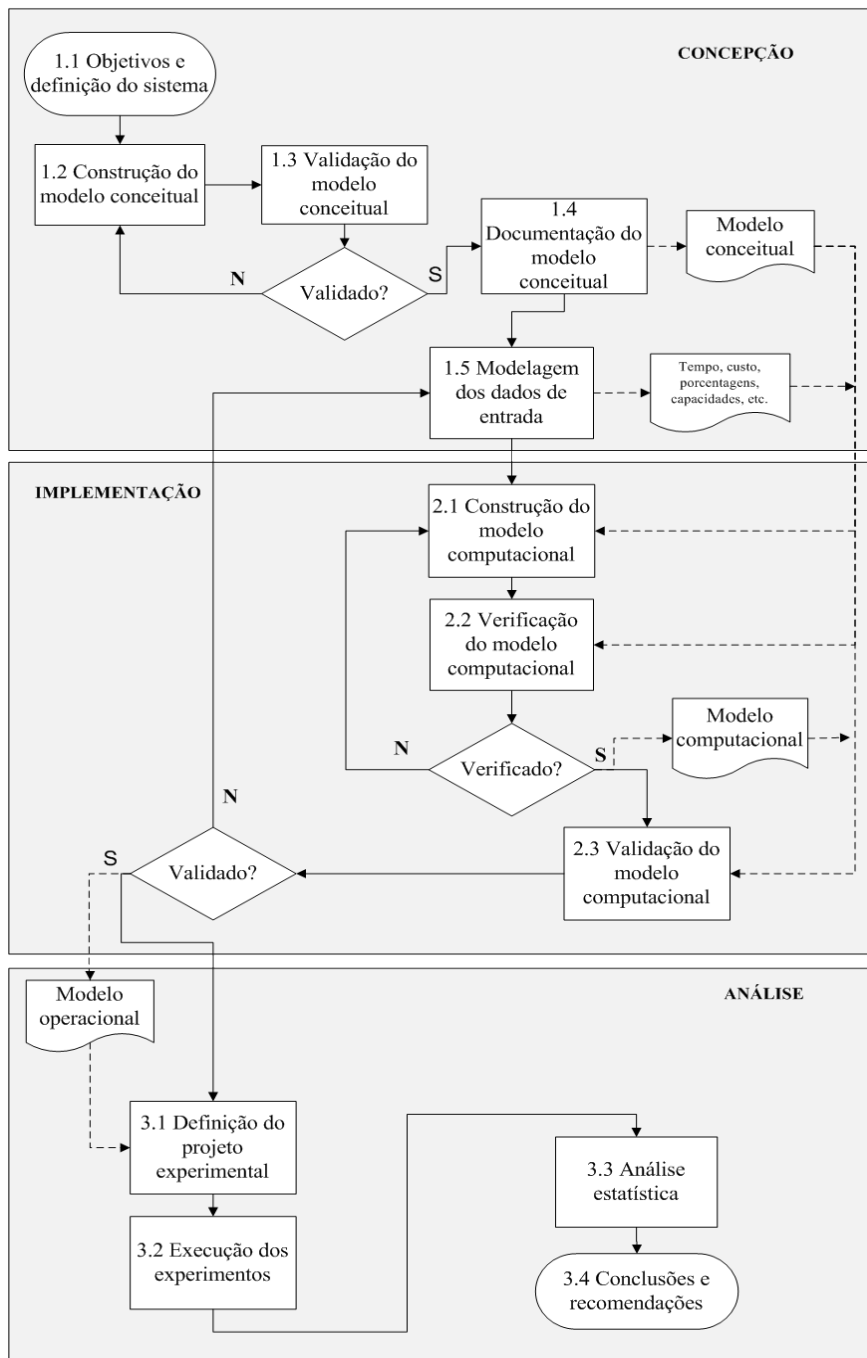 CONCEPÇÃO
1.1 Objetivos e
definição do sistema
1.2 Construção do
modelo conceitual
1.3 Validação do
modelo
conceitual
Validado?
N
S
1.4
Documentação do
modelo
conceitual
Modelo
conceitual
1.5 Modelagem
dos dados de
entrada
Tempo, custo,
porcentagens,
capacidades, etc.
IMPLEMENTAÇÃO
2.1 Construção do
modelo
computacional
2.2 Verificação
do modelo
computacional
Verificado?
N
S
Modelo
computacional
2.3 Validação do
modelo
computacional
Validado?
N
S
ANÁLISE
Modelo
operacional
3.1 Definição do
projeto
experimental
3.2 Execução dos
experimentos
3.3 Análise
estatística
3.4 Conclusões e
recomendações